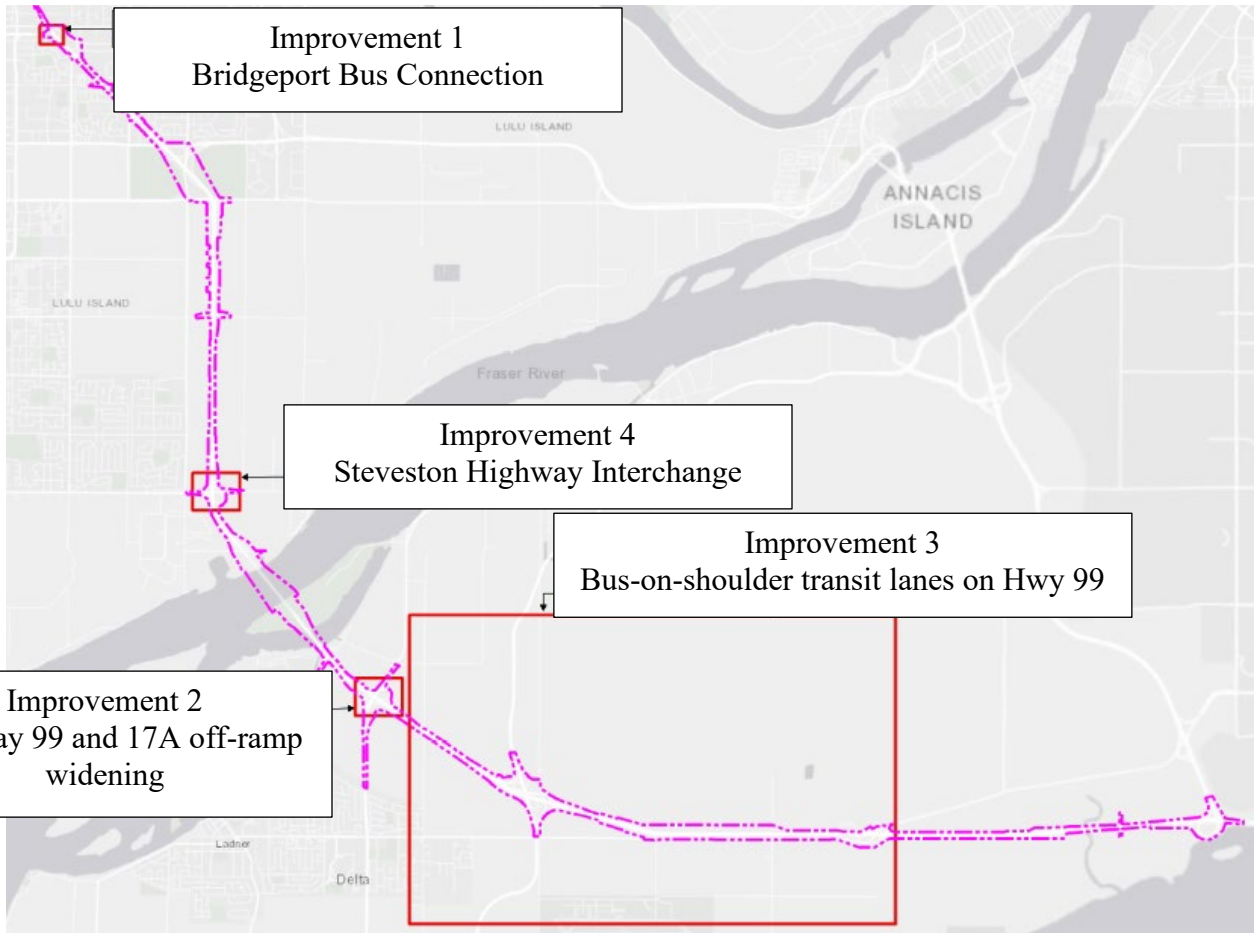 Improvement 1
Bridgeport Bus Connection
LULU ISLAND
ANNACIS
ISLAND
LULU ISLAND
Fraser River
Improvement 4
Steveston Highway Interchange
Improvement 3
Bus-on-shoulder transit lanes on Hwy 99
Improvement 2
ay 99 and 17A off-ramp
widening
Ladner
Delta